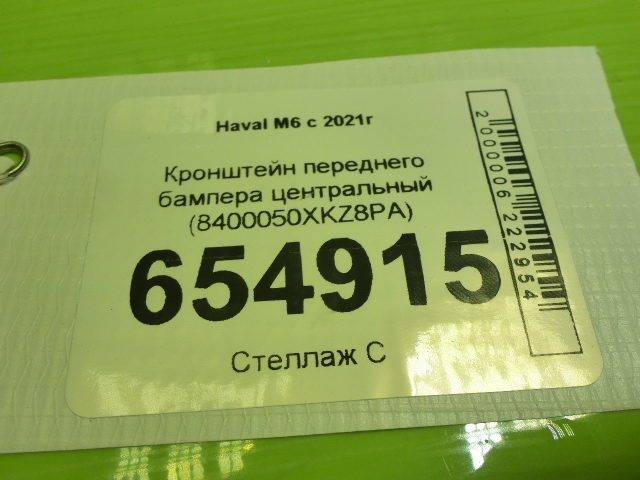 Haval M6 с 2021г
Кронштейн переднего
бампера центральный
(8400050XKZ8PA)
654915
Стеллаж С
2000006222954